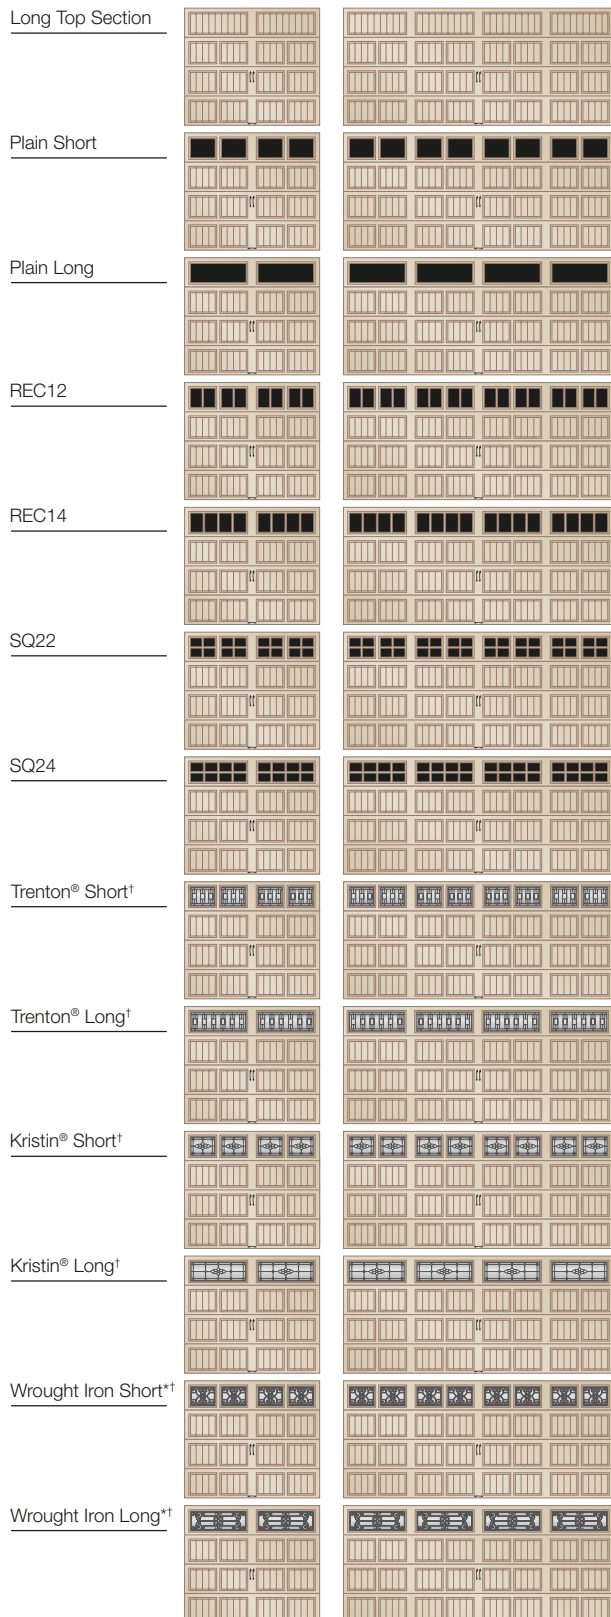 Long Top Section
Plain Short
Plain Long
REC12
REC14
SQ22
SQ24
Trenton® Short†
Trenton® Long†
Kristin® Short†
Kristin® Long†
Wrought Iron Short*†
Wrought Iron Long*†